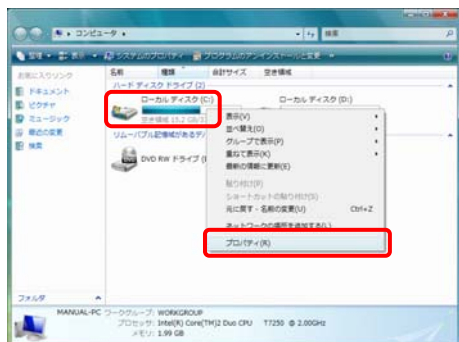 コンピュータ
検索
整理 表示 システムのプロパティ プログラムのアンインストールと変更
お気に入りリンク
ドキュメント
ピクチャ
ミュージック
最近の変更
検索
フォルダ
名前 種類 合計サイズ 空き領域
ハード ディスク ドライブ (2)
ローカル ディスク (C:) ローカル ディスク (D:)
空き領域
リムーバブル記憶域があるデ
DVD RW ドライブ (
表示(V)
並べ替え(O)
グループで表示(P)
重ねて表示(K)
最新の情報に更新(E)
貼り付け(P)
ショートカットの貼り付け(S)
元に戻す - 名前の変更(U) Ctrl+Z
ネットワークの場所を追加する(L)
プロパティ(R)
MANUAL-PC ワークグループ: WORKGROUP
プロセッサ: Intel(R) Core(TM)2 Duo CPU T7250 @ 2.00GHz
メモリ: 1.99 GB